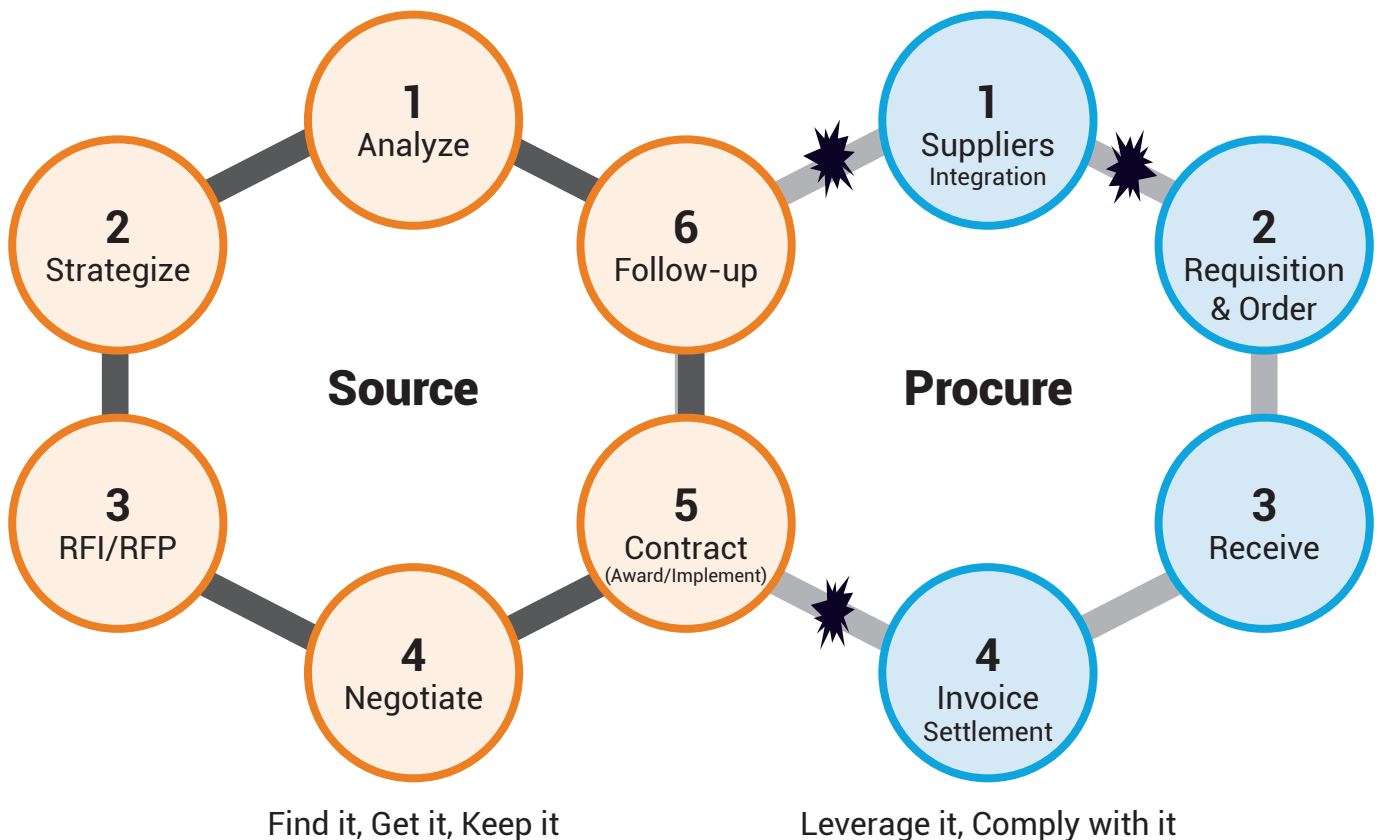 1
Analyze
2
Strategize
3
RFI/RFP
4
Negotiate
5
Contract
(Award/Implement)
6
Follow-up
Source
Find it, Get it, Keep it
1
Suppliers
Integration
2
Requisition
& Order
3
Receive
4
Invoice
Settlement
Procure
Leverage it, Comply with it